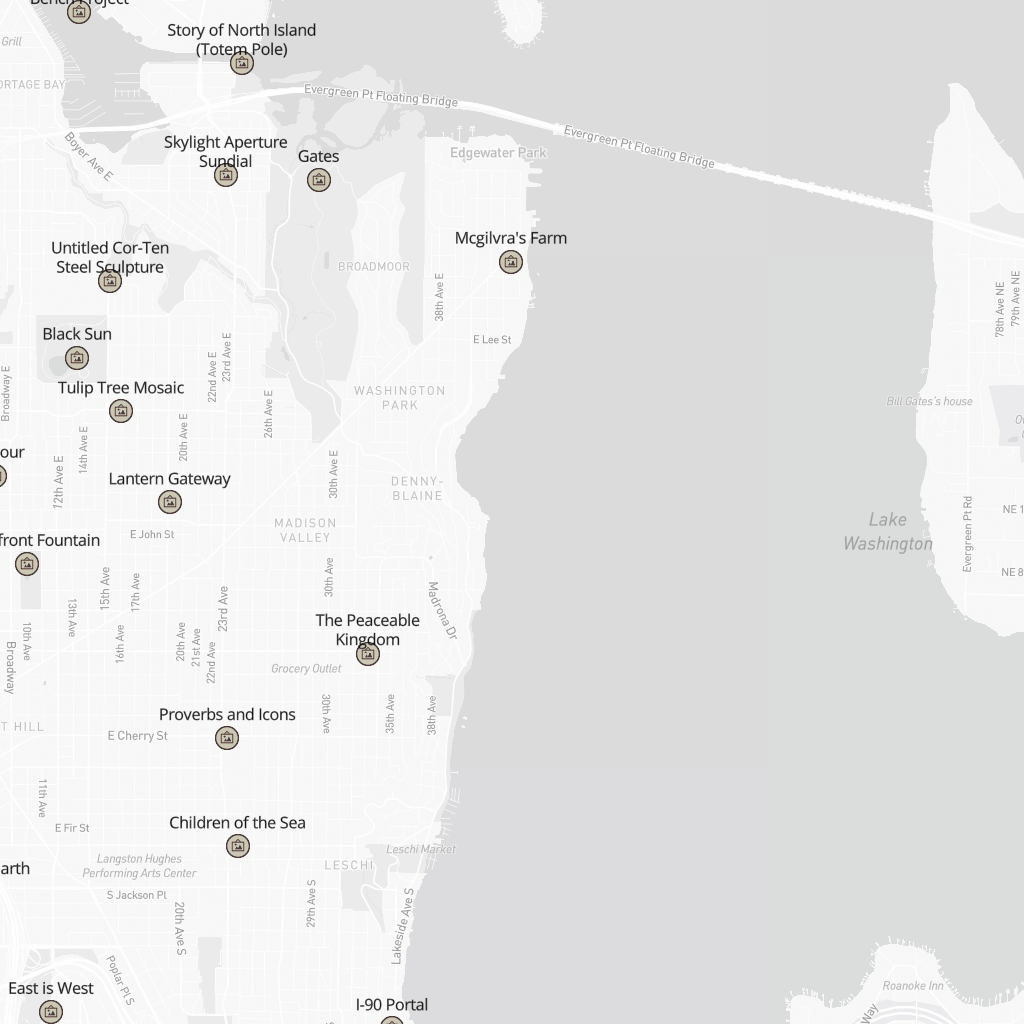 Bench Project
Grill
Story of North Island
(Totem Pole)
Evergreen Pt Floating Bridge
Evergreen Pt Floating Bridge
Boyer Ave E
Skylight Aperture
Sundial
Gates
Edgewater Park
Untitled Cor-Ten
Steel Sculpture
BROADMOOR
Mcgilvra's Farm
38th Ave E
78th Ave NE
79th Ave NE
Black Sun
E Lee St
22nd Ave E
23rd Ave E
Broadway E
Tulip Tree Mosaic
WASHINGTON
PARK
Bill Gates's house
26th Ave E
20th Ave E
14th Ave E
12th Ave E
our
30th Ave E
Lantern Gateway
DENNY-
BLAINE
MADISON
VALLEY
E John St
front Fountain
Lake
Washington
Evergreen Pt Rd
NE 1
NE 8
15th Ave
17th Ave
13th Ave
30th Ave
23rd Ave
Madrona Dr
10th Ave
16th Ave
20th Ave
21st Ave
22nd Ave
Broadway
The Peaceable
Kingdom
Grocery Outlet
Proverbs and Icons
30th Ave
35th Ave
38th Ave
T HILL
E Cherry St
11th Ave
Children of the Sea
E Fir St
Leschi Market
Langston Hughes
Performing Arts Center
LESCHI
arth
S Jackson Pl
29th Ave S
20th Ave S
Lakeside Ave S
Poplar Pl S
East is West
I-90 Portal
Roanoke Inn
Way